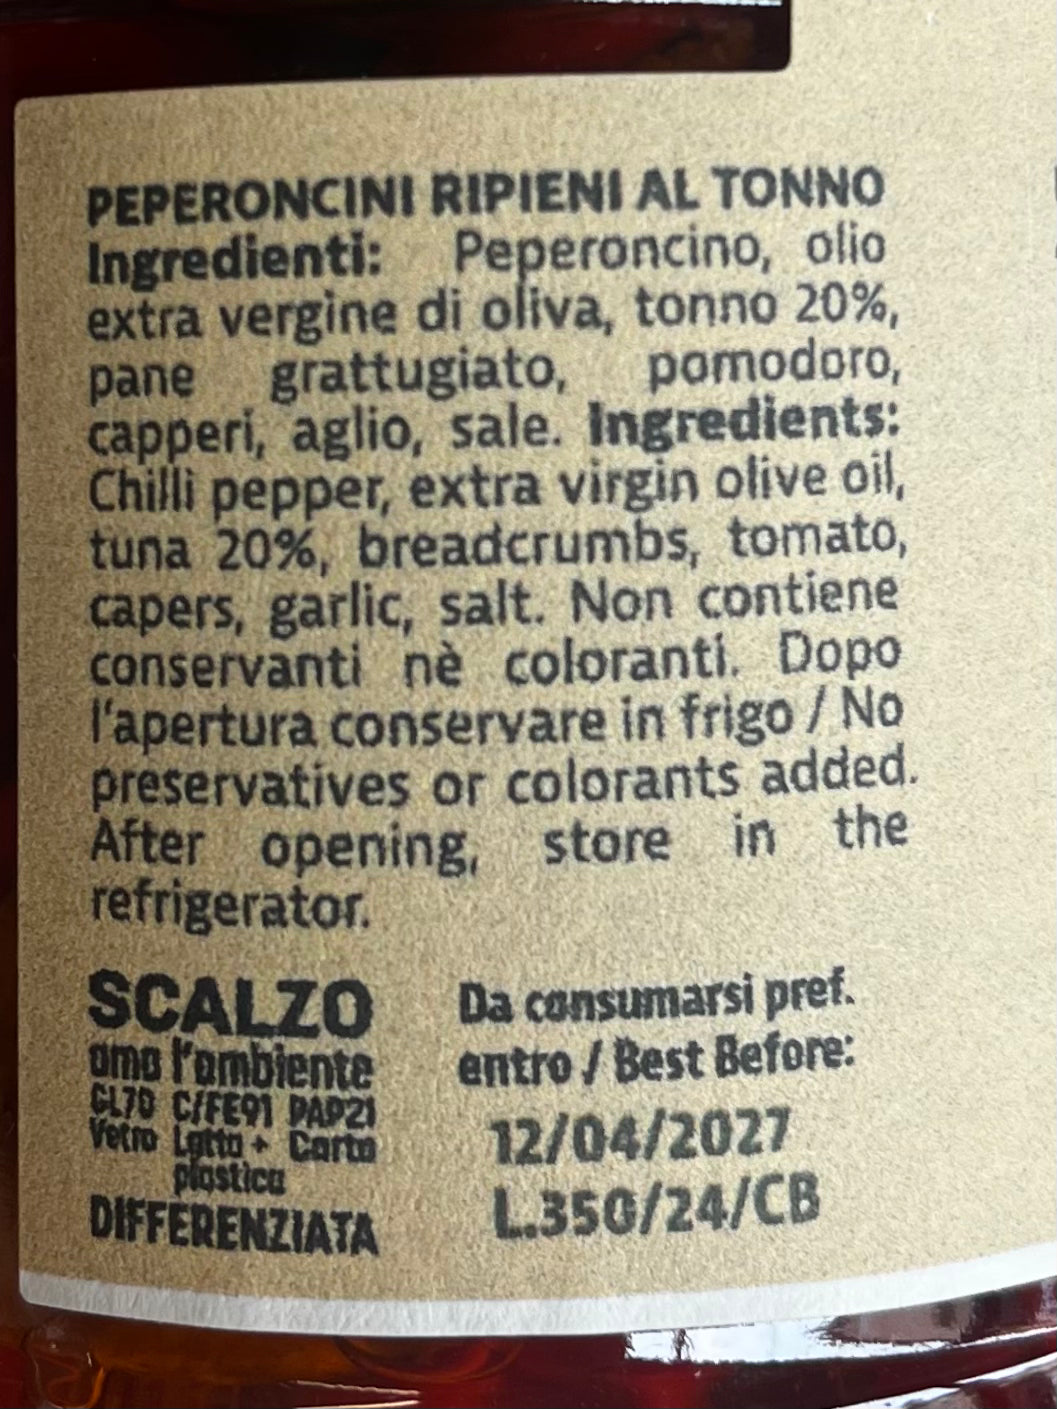 PEPERONCINI RIPIENI AL TONNO
Ingredienti: Peperoncino, olio
extra vergine di oliva, tonno 20%,
pane grattugiato, pomodoro,
capperi, aglio, sale. Ingredients:
Chilli pepper, extra virgin olive oil,
tuna 20%, breadcrumbs, tomato,
capers, garlic, salt. Non contiene
conservanti nè coloranti. Dopo
l'apertura conservare in frigo / No
preservatives or colorants added.
After opening, store in the
refrigerator.
SCALZO
ama l'ambiente
GL70 C/FE91 PAP21
Vetro Latta + Carta
plastica
DIFFERENZIATA
Da consumarsi pref.
entro / Best Before:
12/04/2027
L.350/24/CB